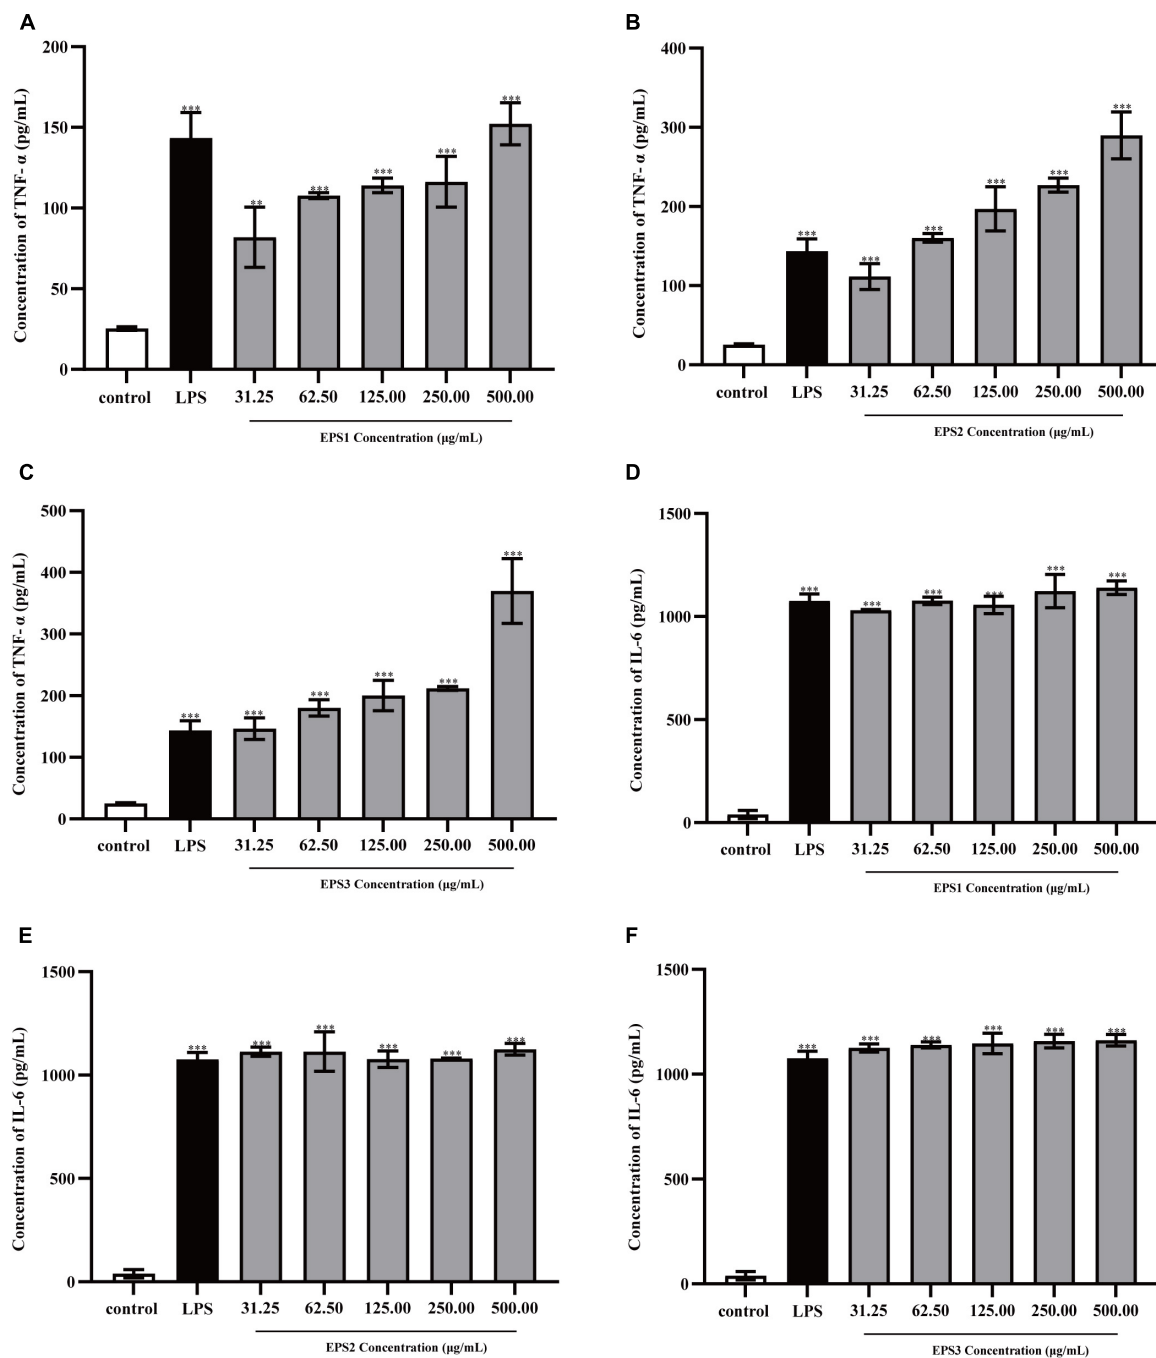 A
Concentration of TNF- α (pg/mL)
200
150
100
50
0
***
**
***
***
***
***
control LPS 31.25 62.50 125.00 250.00 500.00
EPS1 Concentration (μg/mL)
B
Concentration of TNF- α (pg/mL)
400
300
200
100
0
***
***
***
***
***
***
control LPS 31.25 62.50 125.00 250.00 500.00
EPS2 Concentration (μg/mL)
C
Concentration of TNF- α (pg/mL)
500
400
300
200
100
0
***
***
***
***
***
***
control LPS 31.25 62.50 125.00 250.00 500.00
EPS3 Concentration (μg/mL)
D
Concentration of IL-6 (pg/mL)
1500
1000
500
0
***
***
***
***
***
***
control LPS 31.25 62.50 125.00 250.00 500.00
EPS1 Concentration (μg/mL)
E
Concentration of IL-6 (pg/mL)
1500
1000
500
0
***
***
***
***
***
***
control LPS 31.25 62.50 125.00 250.00 500.00
EPS2 Concentration (μg/mL)
F
Concentration of IL-6 (pg/mL)
1500
1000
500
0
***
***
***
***
***
***
control LPS 31.25 62.50 125.00 250.00 500.00
EPS3 Concentration (μg/mL)